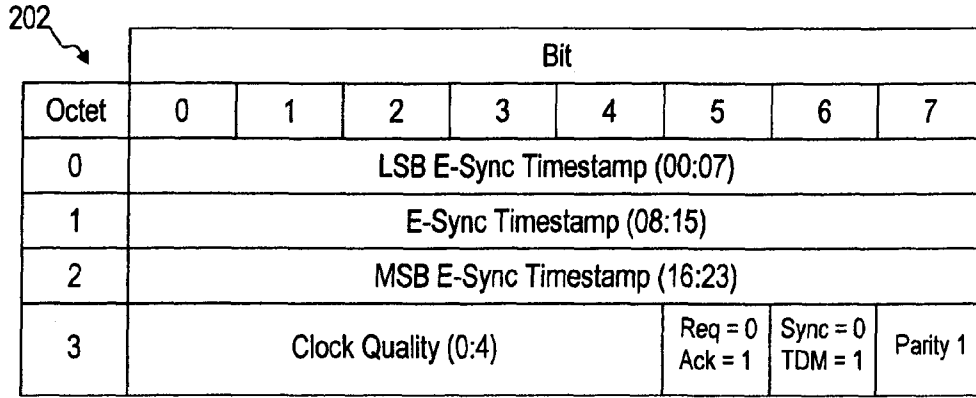 202
Bit
Octet 0 1 2 3 4 5 6 7
0 LSB E-Sync Timestamp (00:07)
1 E-Sync Timestamp (08:15)
2 MSB E-Sync Timestamp (16:23)
3 Clock Quality (0:4) Req = 0 Sync = 0 Parity 1
Ack = 1 TDM = 1